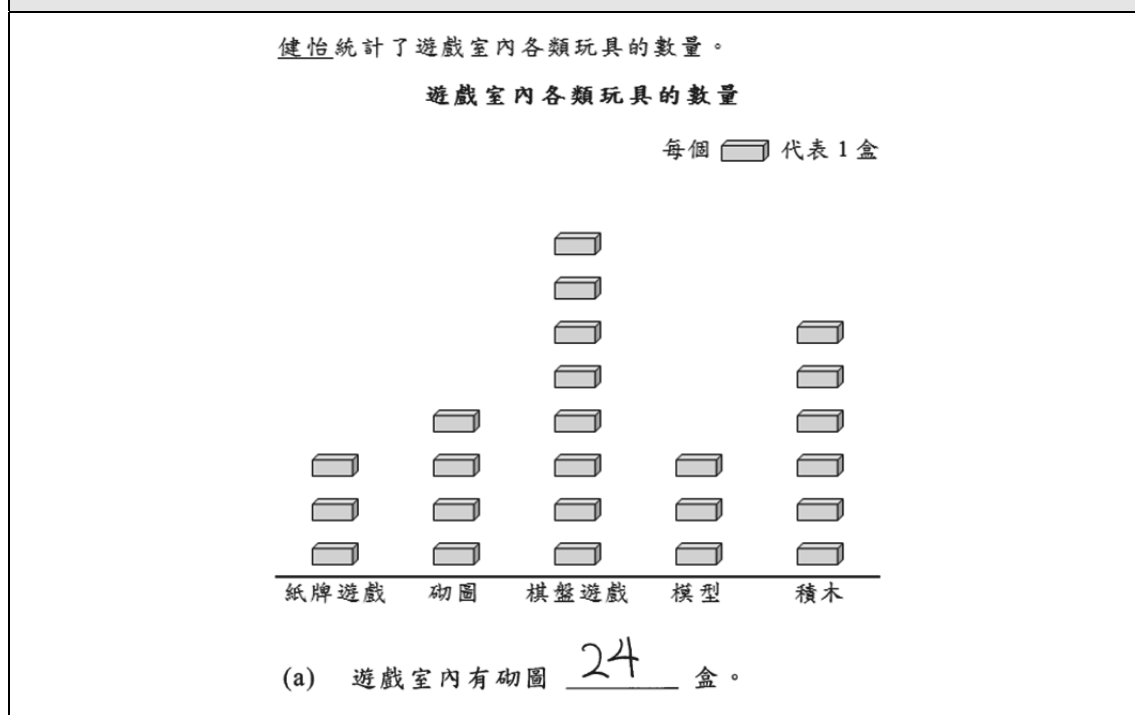 健怡統計了遊戲室內各類玩具的數量。
遊戲室內各類玩具的數量
每個 代表 1 盒
紙牌遊戲 砌圖 棋盤遊戲 模型 積木
(a) 遊戲室內有砌圖 24 盒。